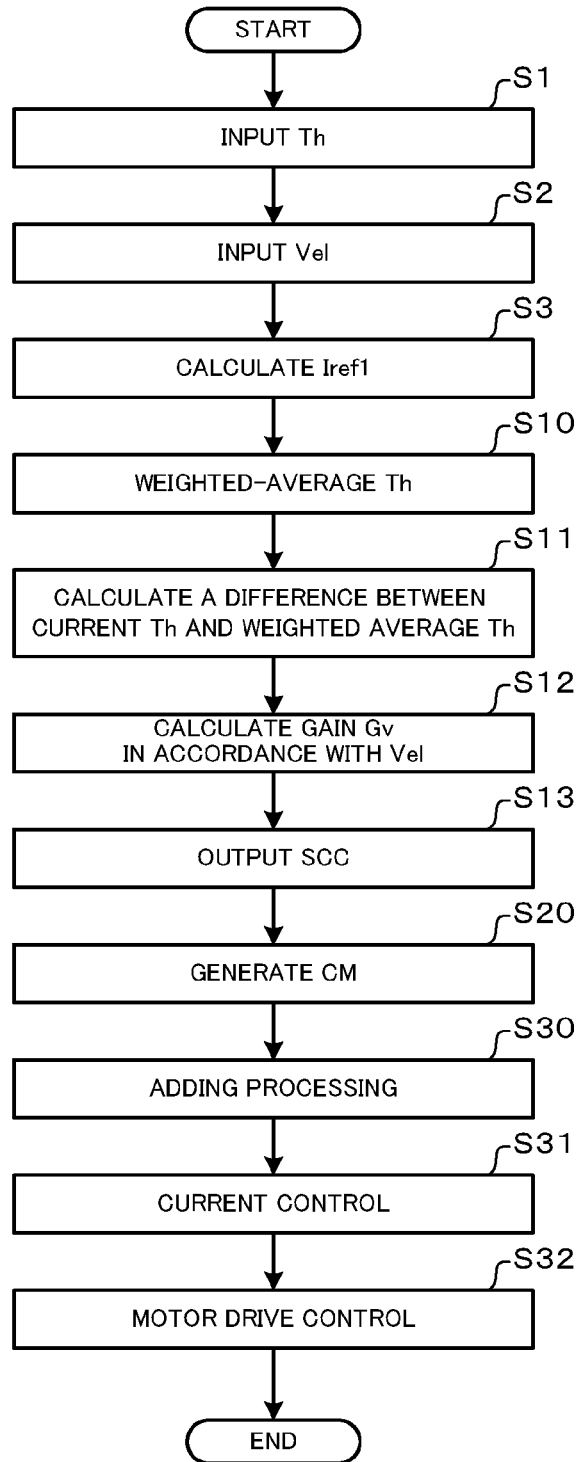 START
S1
INPUT Th
S2
INPUT Vel
S3
CALCULATE Iref1
S10
WEIGHTED-AVERAGE Th
S11
CALCULATE A DIFFERENCE BETWEEN
CURRENT Th AND WEIGHTED AVERAGE Th
S12
CALCULATE GAIN Gv
IN ACCORDANCE WITH Vel
S13
OUTPUT SCC
S20
GENERATE CM
S30
ADDING PROCESSING
S31
CURRENT CONTROL
S32
MOTOR DRIVE CONTROL
END